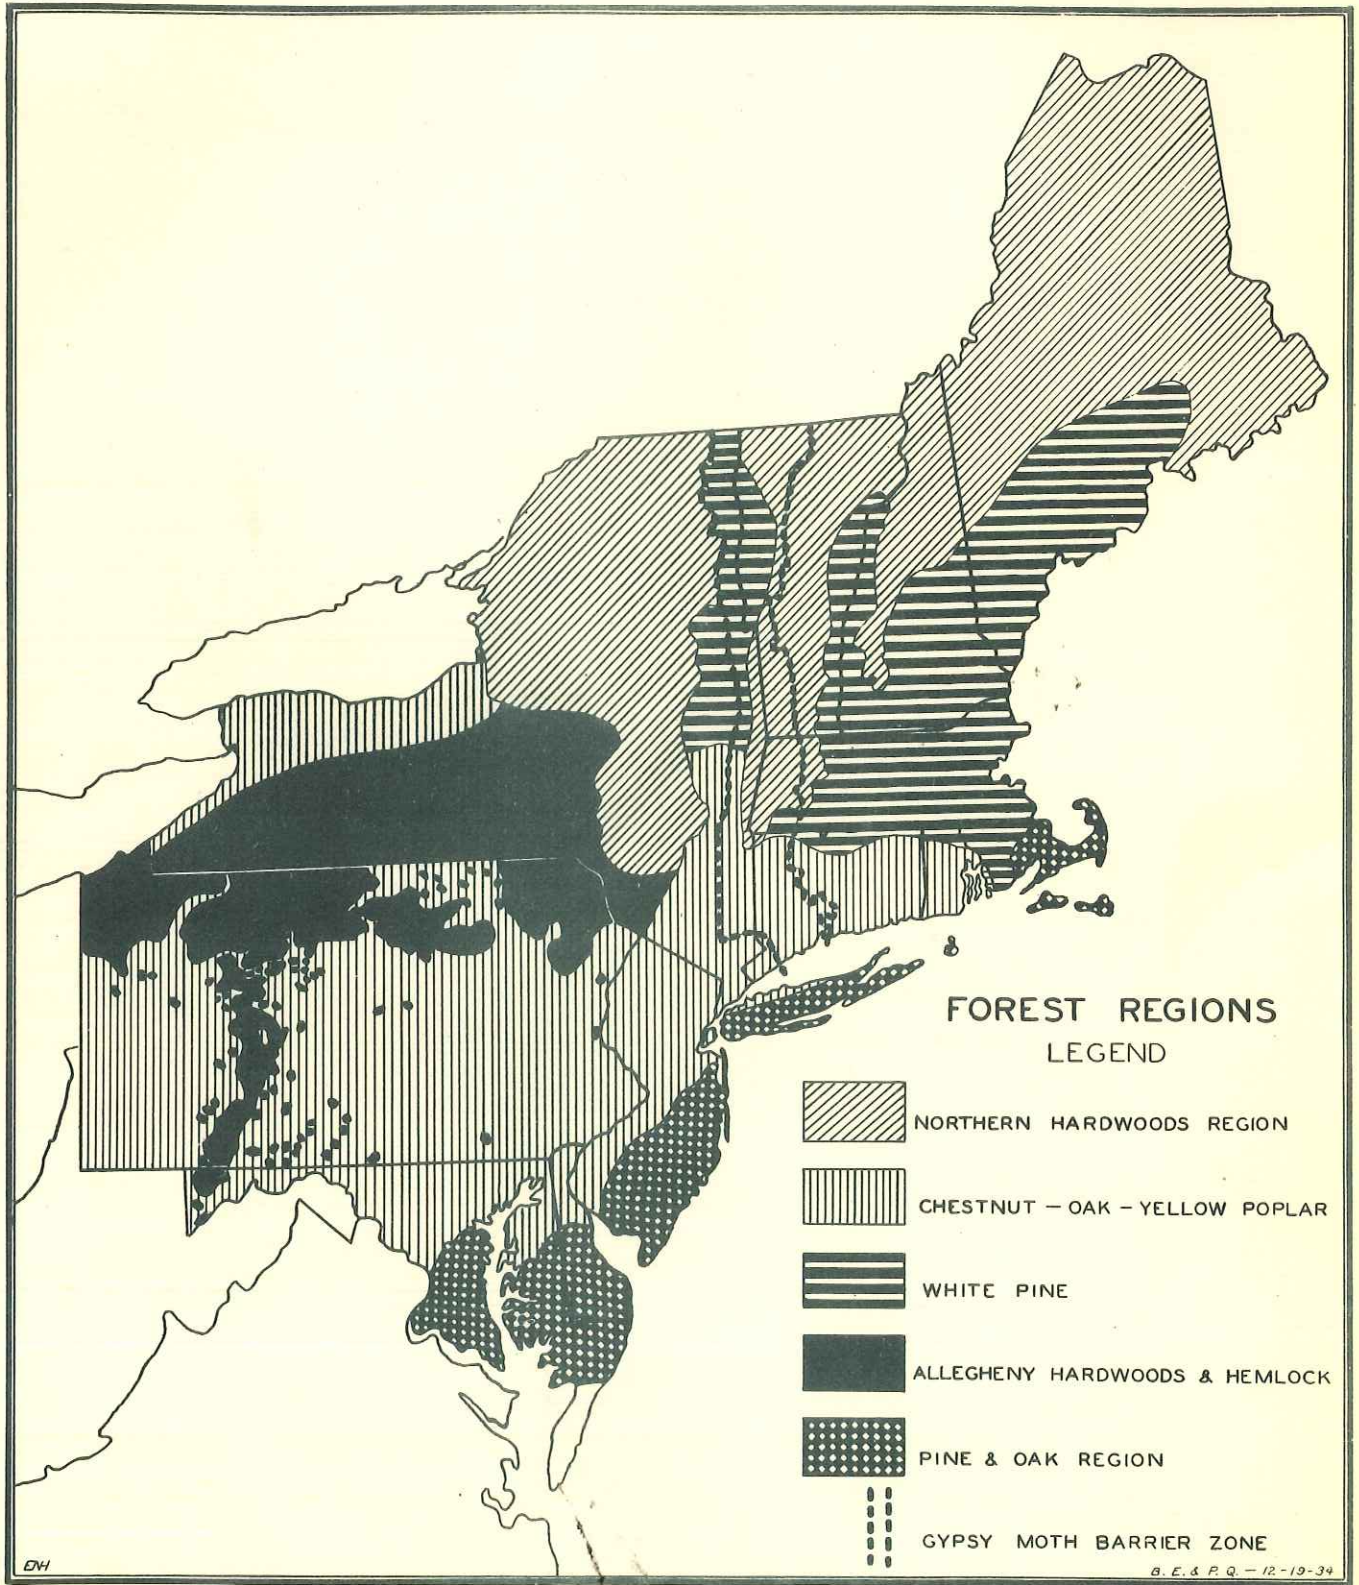 FOREST REGIONS
LEGEND
NORTHERN HARDWOODS REGION
CHESTNUT – OAK – YELLOW POPLAR
WHITE PINE
ALLEGHENY HARDWOODS & HEMLOCK
PINE & OAK REGION
GYPSY MOTH BARRIER ZONE
ENH
B. E. & P. Q. — 12-19-34